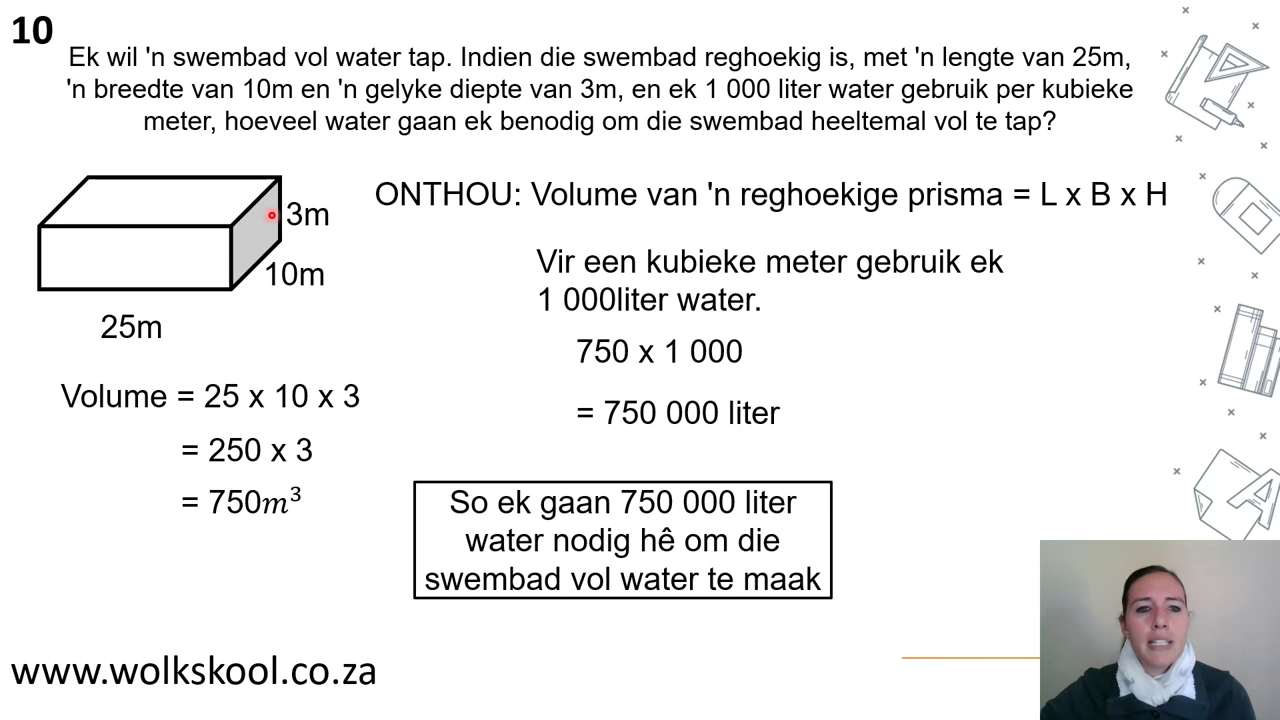 10
Ek wil 'n swembad vol water tap. Indien die swembad reghoekig is, met 'n lengte van 25m,
'n breedte van 10m en 'n gelyke diepte van 3m, en ek 1 000 liter water gebruik per kubieke
meter, hoeveel water gaan ek benodig om die swembad heeltemal vol te tap?
3m
10m
25m
Volume = 25 x 10 x 3
= 250 x 3
= 750m³
ONTHOU: Volume van 'n reghoekige prisma = L x B x H
Vir een kubieke meter gebruik ek
1 000liter water.
750 x 1 000
= 750 000 liter
So ek gaan 750 000 liter
water nodig hê om die
swembad vol water te maak
A
www.wolkskool.co.za